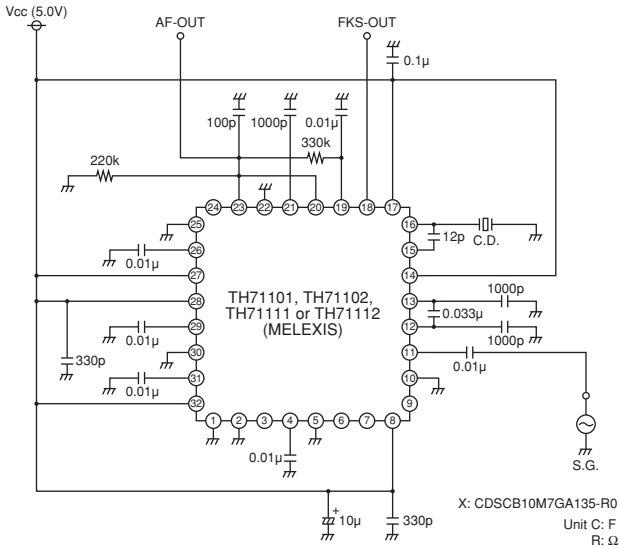 Vcc (5.0V)
AF-OUT
FKS-OUT
0.1µ
100p
1000p
0.01µ
330k
220k
24 23 22 21 20 19 18 17
25
16
12p
C.D.
26
15
0.01µ
27
14
28
13
1000p
0.033µ
TH71101, TH71102,
TH71111 or TH71112
(MELEXIS)
29
12
0.01µ
1000p
330p
30
11
0.01µ
31
10
0.01µ
32
9
1 2 3 4 5 6 7 8
0.01µ
S.G.
+
10µ
330p
X: CDSCB10M7GA135-R0
Unit C: F
R: Ω